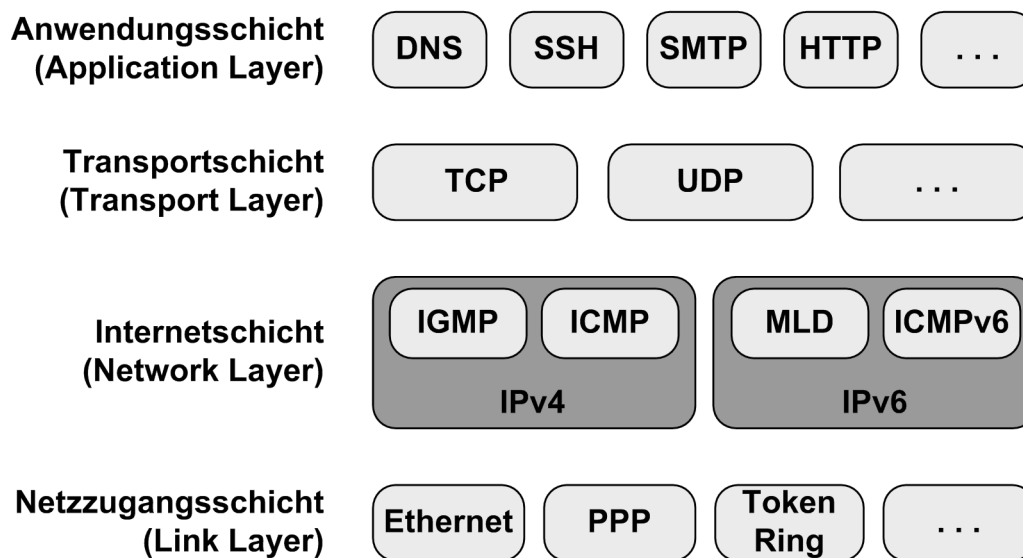 Anwendungsschicht
(Application Layer)
DNS
SSH
SMTP
HTTP
. . .
Transportschicht
(Transport Layer)
TCP
UDP
. . .
Internetschicht
(Network Layer)
IGMP
ICMP
IPv4
MLD
ICMPv6
IPv6
Netzzugangsschicht
(Link Layer)
Ethernet
PPP
Token
Ring
. . .